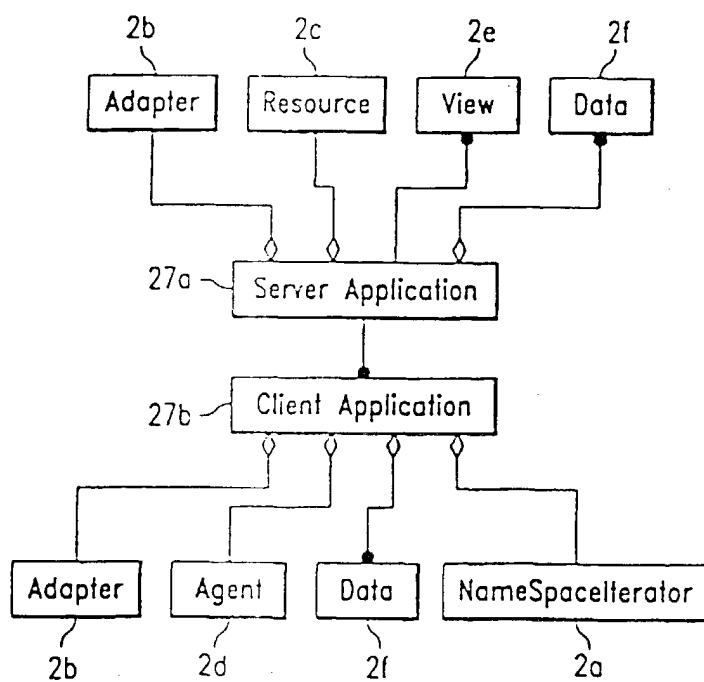 2b 2c 2e 2f
Adapter Resource View Data
27a
Server Application
27b
Client Application
Adapter Agent Data NameSpaceIterator
2b 2d 2f 2a